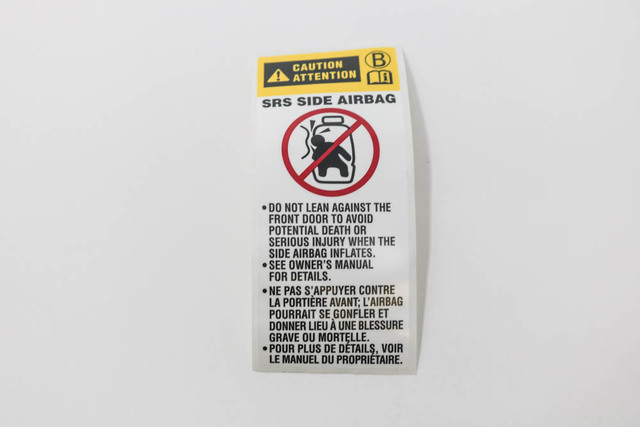 CAUTION
ATTENTION
B
i
SRS SIDE AIRBAG
• DO NOT LEAN AGAINST THE
FRONT DOOR TO AVOID
POTENTIAL DEATH OR
SERIOUS INJURY WHEN THE
SIDE AIRBAG INFLATES.
• SEE OWNER'S MANUAL
FOR DETAILS.
• NE PAS S'APPUYER CONTRE
LA PORTIÈRE AVANT; L'AIRBAG
POURRAIT SE GONFLER ET
DONNER LIEU À UNE BLESSURE
GRAVE OU MORTELLE.
• POUR PLUS DE DÉTAILS, VOIR
LE MANUEL DU PROPRIÉTAIRE.